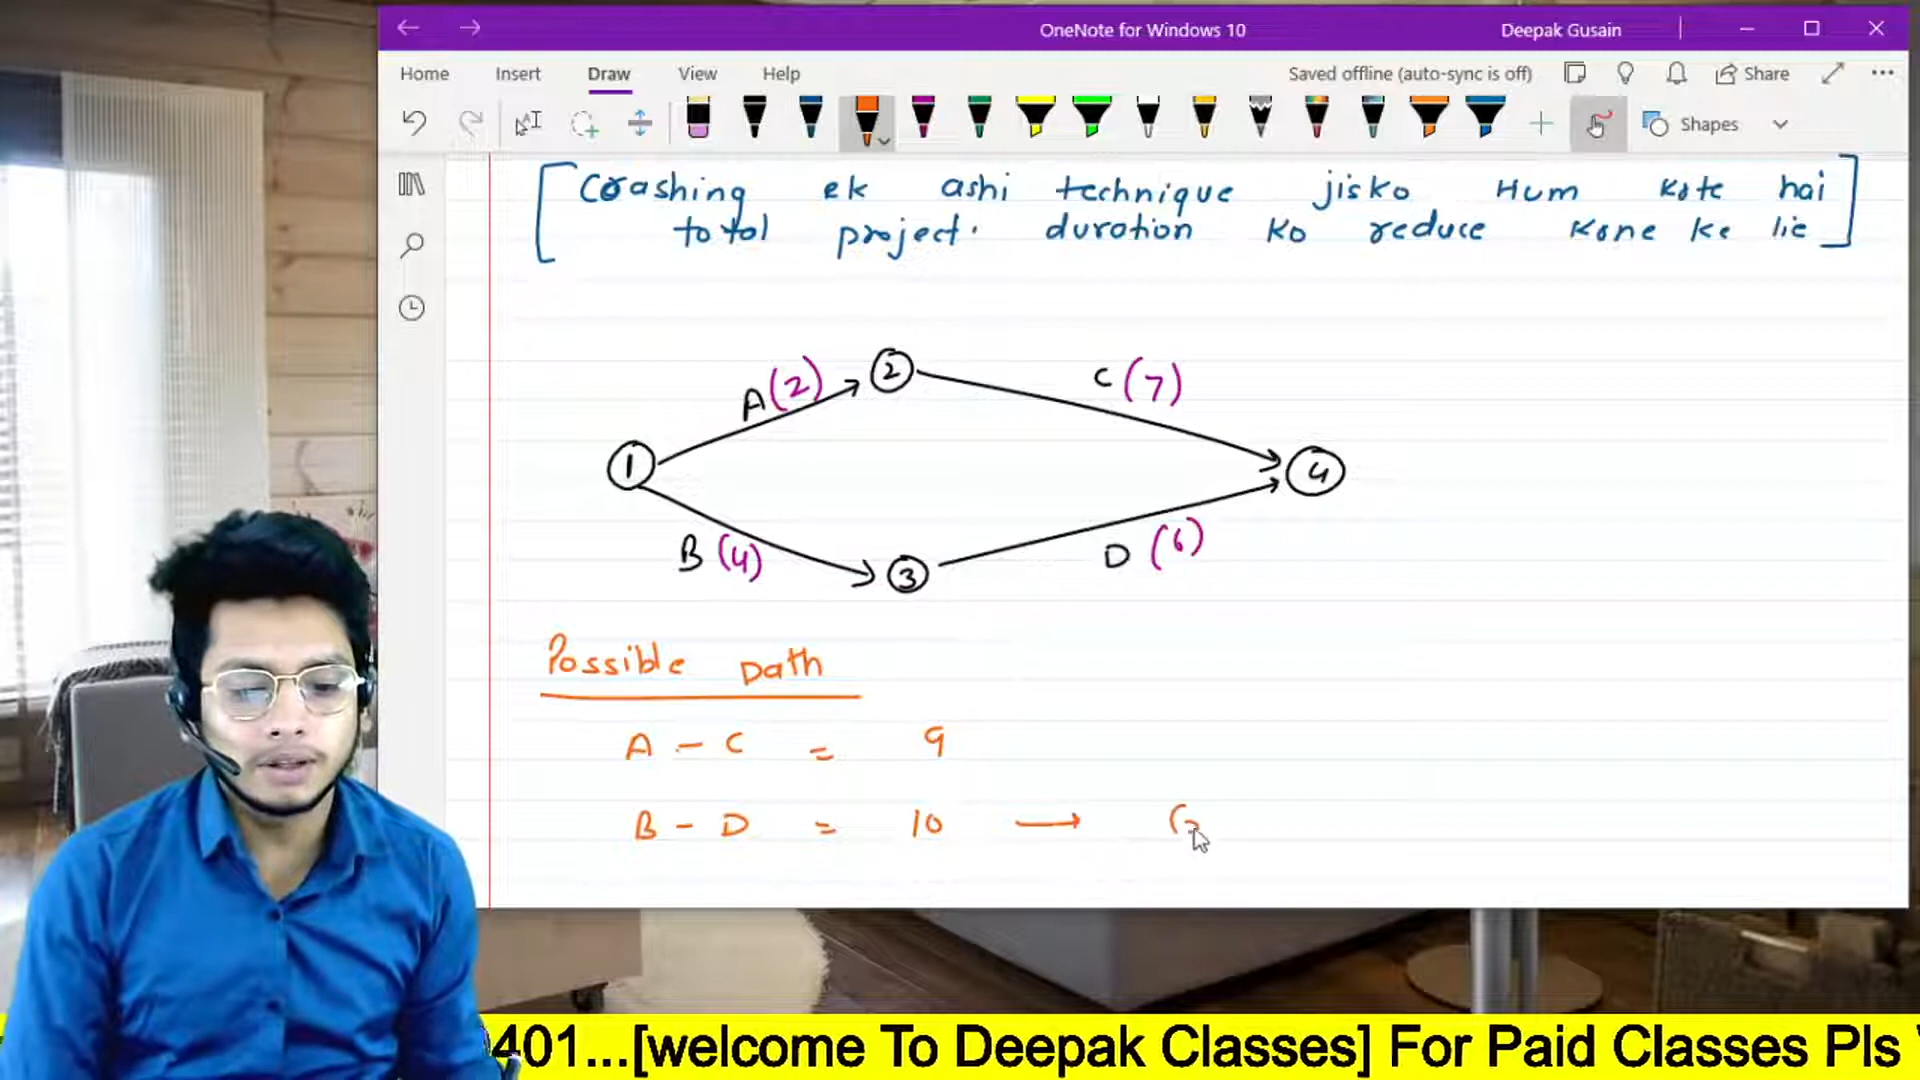 OneNote for Windows 10
Deepak Gusain
Home Insert Draw View Help
Saved offline (auto-sync is off)
Share
Shapes
Crashing ek ashi technique jisko Hum krte hai
total project. duration ko reduce krne ke lie
A (2)
2
C (7)
1
4
B (4)
3
D (6)
Possible path
A - C = 9
B - D = 10 →
401...[welcome To Deepak Classes] For Paid Classes Pls